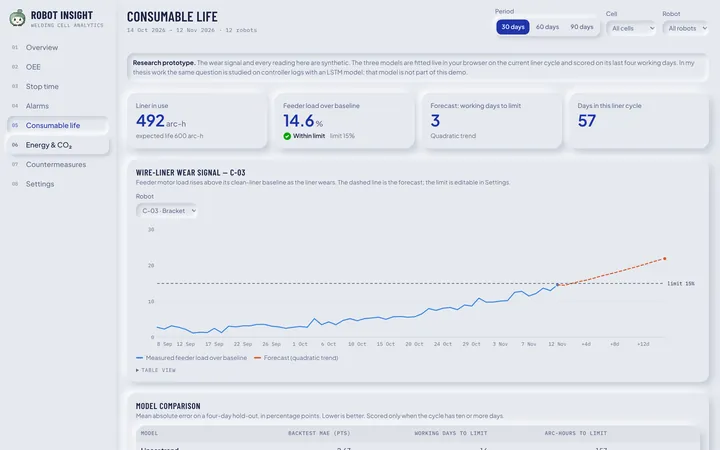 ROBOT INSIGHT
WELDING CELL ANALYTICS
01 Overview
02 OEE
03 Stop time
04 Alarms
05 Consumable life
06 Energy & CO₂
07 Countermeasures
08 Settings
CONSUMABLE LIFE
14 Oct 2026 – 12 Nov 2026 · 12 robots
Period
30 days 60 days 90 days
Cell
All cells
Robot
All robots
Research prototype. The wear signal and every reading here are synthetic. The three models are fitted live in your browser on the current liner cycle and scored on its last four working days. In my
thesis work the same question is studied on controller logs with an LSTM model; that model is not part of this demo.
Liner in use
492 arc-h
expected life 600 arc-h
Feeder load over baseline
14.6 %
Within limit limit 15%
Forecast: working days to limit
3
Quadratic trend
Days in this liner cycle
57
WIRE-LINER WEAR SIGNAL — C-03
Feeder motor load rises above its clean-liner baseline as the liner wears. The dashed line is the forecast; the limit is editable in Settings.
Robot
C-03 · Bracket
30
20
10
0
limit 15%
8 Sep 12 Sep 17 Sep 22 Sep 26 Sep 1 Oct 6 Oct 10 Oct 15 Oct 20 Oct 24 Oct 29 Oct 3 Nov 7 Nov 12 Nov +4d +8d +12d
Measured feeder load over baseline Forecast (quadratic trend)
TABLE VIEW
MODEL COMPARISON
Mean absolute error on a four-day hold-out, in percentage points. Lower is better. Scored only when the cycle has ten or more days.
MODEL BACKTEST MAE (PTS) WORKING DAYS TO LIMIT ARC-HOURS TO LIMIT